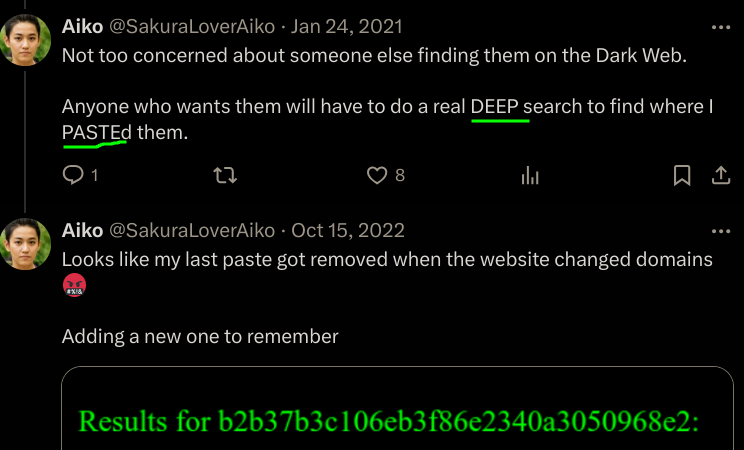 Aiko @SakuraLoverAiko · Jan 24, 2021
Not too concerned about someone else finding them on the Dark Web.
Anyone who wants them will have to do a real DEEP search to find where I
PASTEd them.
1
8
Aiko @SakuraLoverAiko · Oct 15, 2022
Looks like my last paste got removed when the website changed domains
Adding a new one to remember
Results for b2b37b3c106eb3f86e2340a3050968e2: